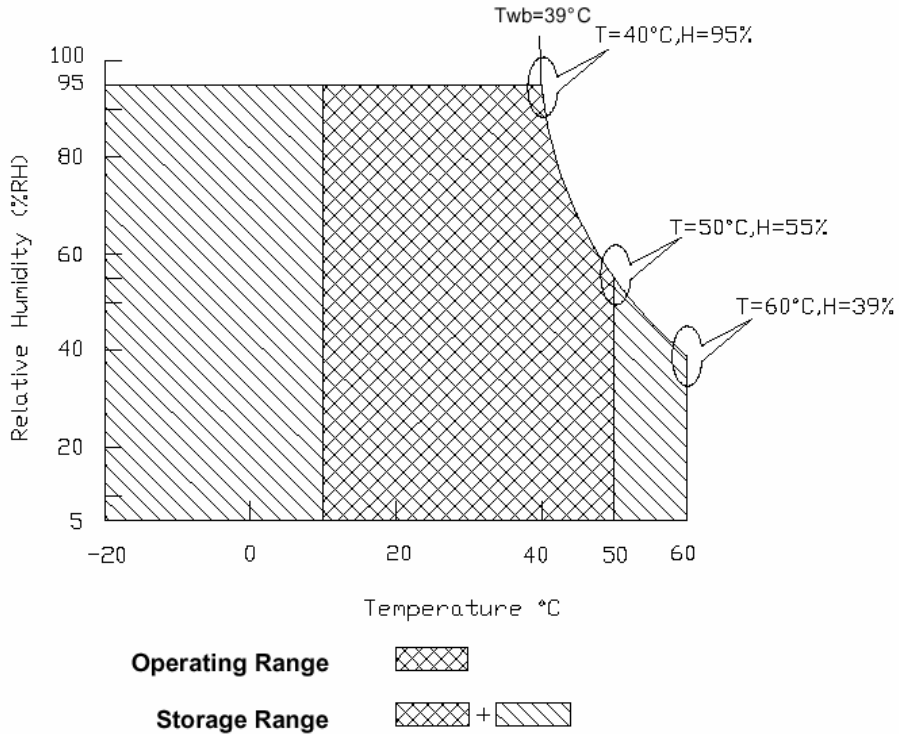 Twb=39°C
T=40°C,H=95%
100
95
80
60
40
20
5
Relative Humidity (%RH)
T=50°C,H=55%
T=60°C,H=39%
-20
0
20
40
50
60
Temperature °C
Operating Range
Storage Range
+